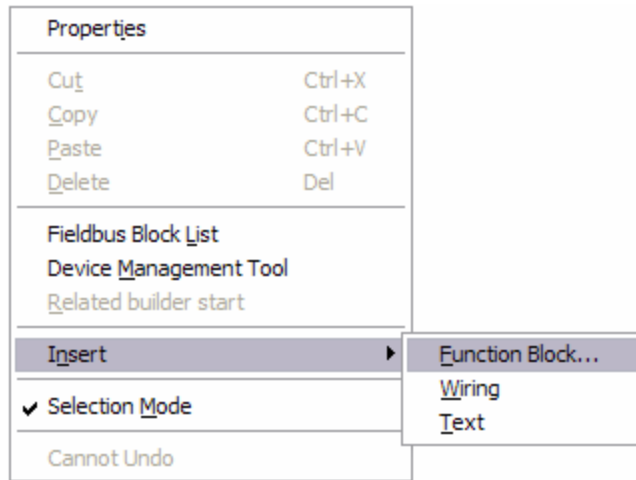 Properties
Cut Ctrl+X
Copy Ctrl+C
Paste Ctrl+V
Delete Del
Fieldbus Block List
Device Management Tool
Related builder start
Insert
Function Block...
Wiring
Text
Selection Mode
Cannot Undo